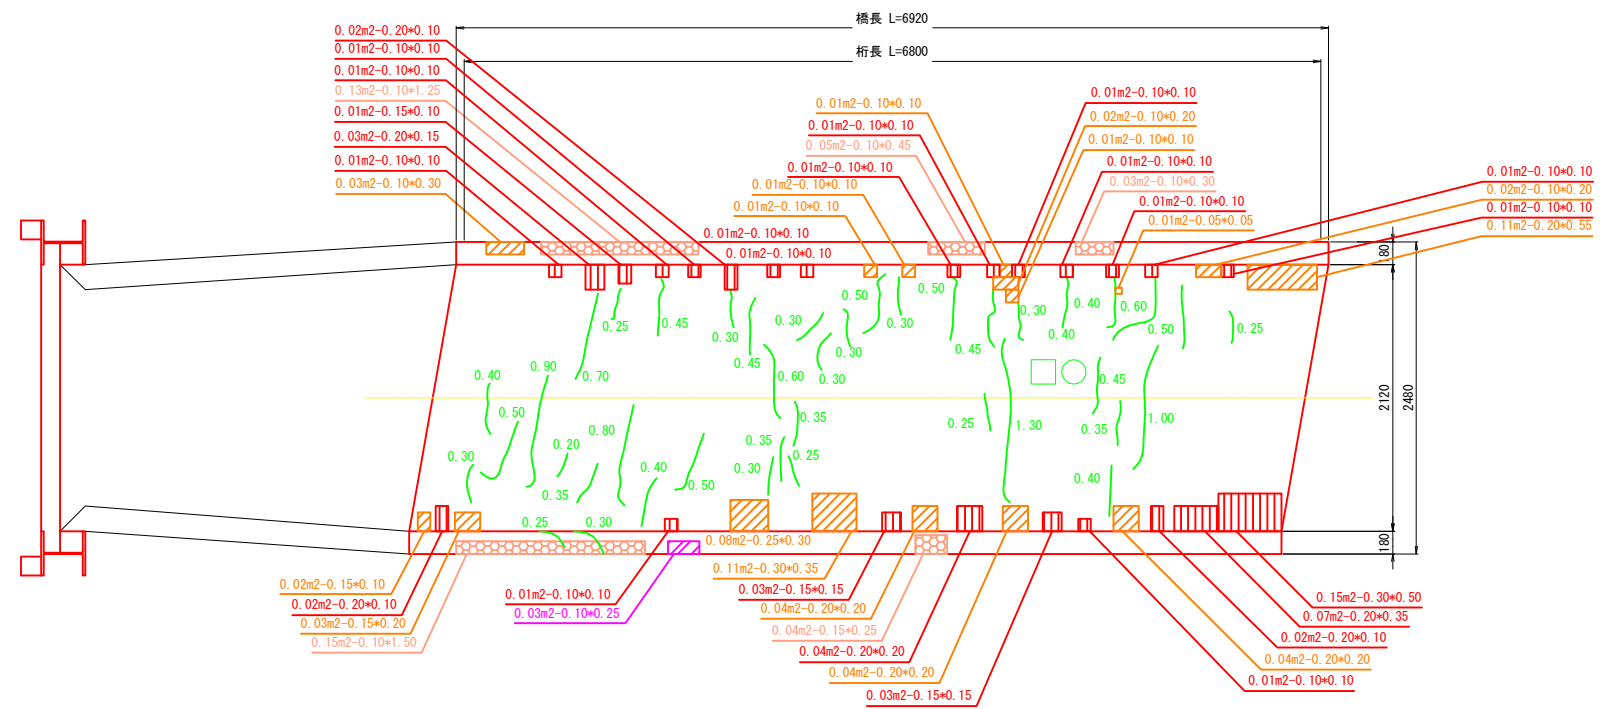 橋長 L=6920
桁長 L=6800
0.02m2-0.20*0.10
0.01m2-0.10*0.10
0.01m2-0.10*0.10
0.13m2-0.10*1.25
0.01m2-0.15*0.10
0.03m2-0.20*0.15
0.01m2-0.10*0.10
0.03m2-0.10*0.30
0.01m2-0.10*0.10
0.01m2-0.10*0.10
0.05m2-0.10*0.45
0.01m2-0.10*0.10
0.01m2-0.10*0.10
0.01m2-0.10*0.10
0.01m2-0.10*0.10
0.01m2-0.10*0.10
0.01m2-0.10*0.10
0.02m2-0.10*0.20
0.01m2-0.10*0.10
0.01m2-0.10*0.10
0.03m2-0.10*0.30
0.01m2-0.10*0.10
0.01m2-0.05*0.05
0.01m2-0.10*0.10
0.02m2-0.10*0.20
0.01m2-0.10*0.10
0.11m2-0.20*0.55
180
2120
2480
180
0.25
0.45
0.30
0.50
0.50
0.30
0.30
0.30
0.40
0.40
0.60
0.50
0.25
0.45
0.30
0.30
0.45
0.40
0.90
0.70
0.60
0.45
0.50
0.80
0.35
0.25
1.30
0.35
1.00
0.30
0.20
0.35
0.40
0.50
0.35
0.30
0.25
0.40
0.25
0.30
0.08m2-0.25*0.30
0.11m2-0.30*0.35
0.02m2-0.15*0.10
0.02m2-0.20*0.10
0.03m2-0.15*0.20
0.15m2-0.10*1.50
0.01m2-0.10*0.10
0.03m2-0.10*0.25
0.03m2-0.15*0.15
0.04m2-0.20*0.20
0.04m2-0.15*0.25
0.04m2-0.20*0.20
0.04m2-0.20*0.20
0.03m2-0.15*0.15
0.15m2-0.30*0.50
0.07m2-0.20*0.35
0.02m2-0.20*0.10
0.04m2-0.20*0.20
0.01m2-0.10*0.10